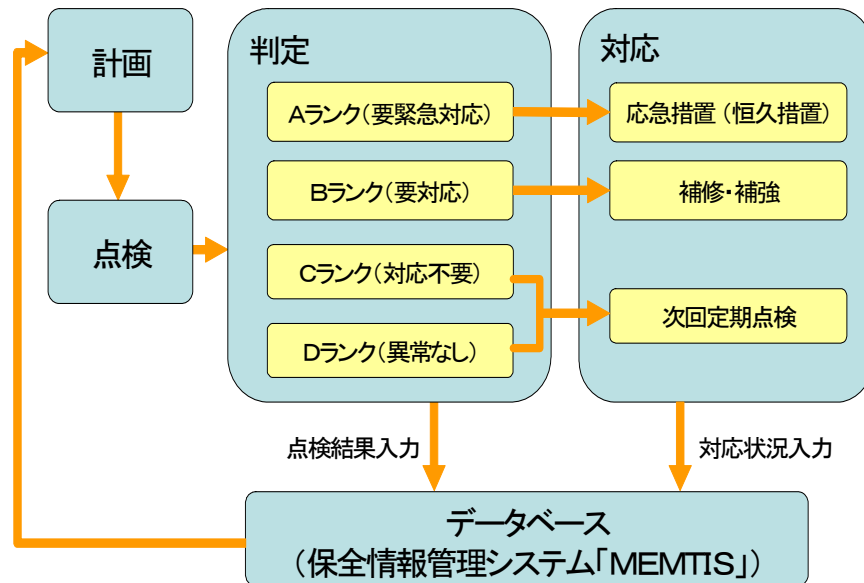 計画
点検
判定
Aランク(要緊急対応)
Bランク(要対応)
Cランク(対応不要)
Dランク(異常なし)
対応
応急措置(恒久措置)
補修・補強
次回定期点検
点検結果入力
対応状況入力
データベース
(保全情報管理システム「MEMTIS」)